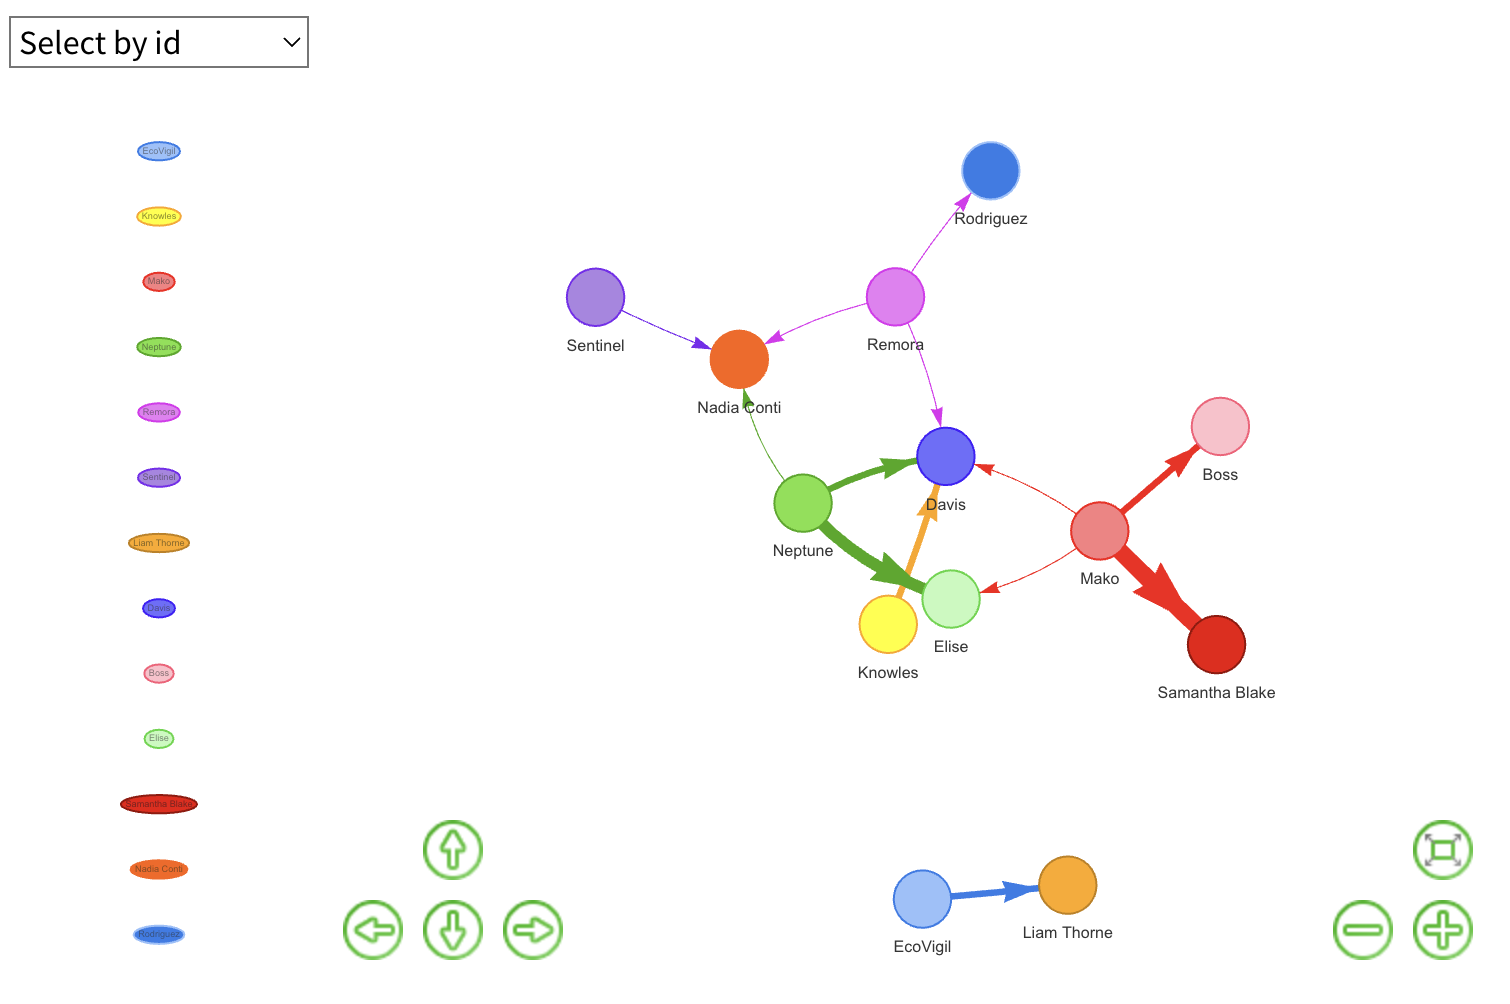 Select by id
EcoVigil
Knowles
Mako
Neptune
Remora
Sentinel
Liam Thorne
Davis
Boss
Elise
Samantha Blake
Nadia Conti
Rodriguez
Rodriguez
Sentinel
Remora
Nadia Conti
Boss
Davis
Neptune
Mako
Elise
Knowles
Samantha Blake
Liam Thorne
EcoVigil